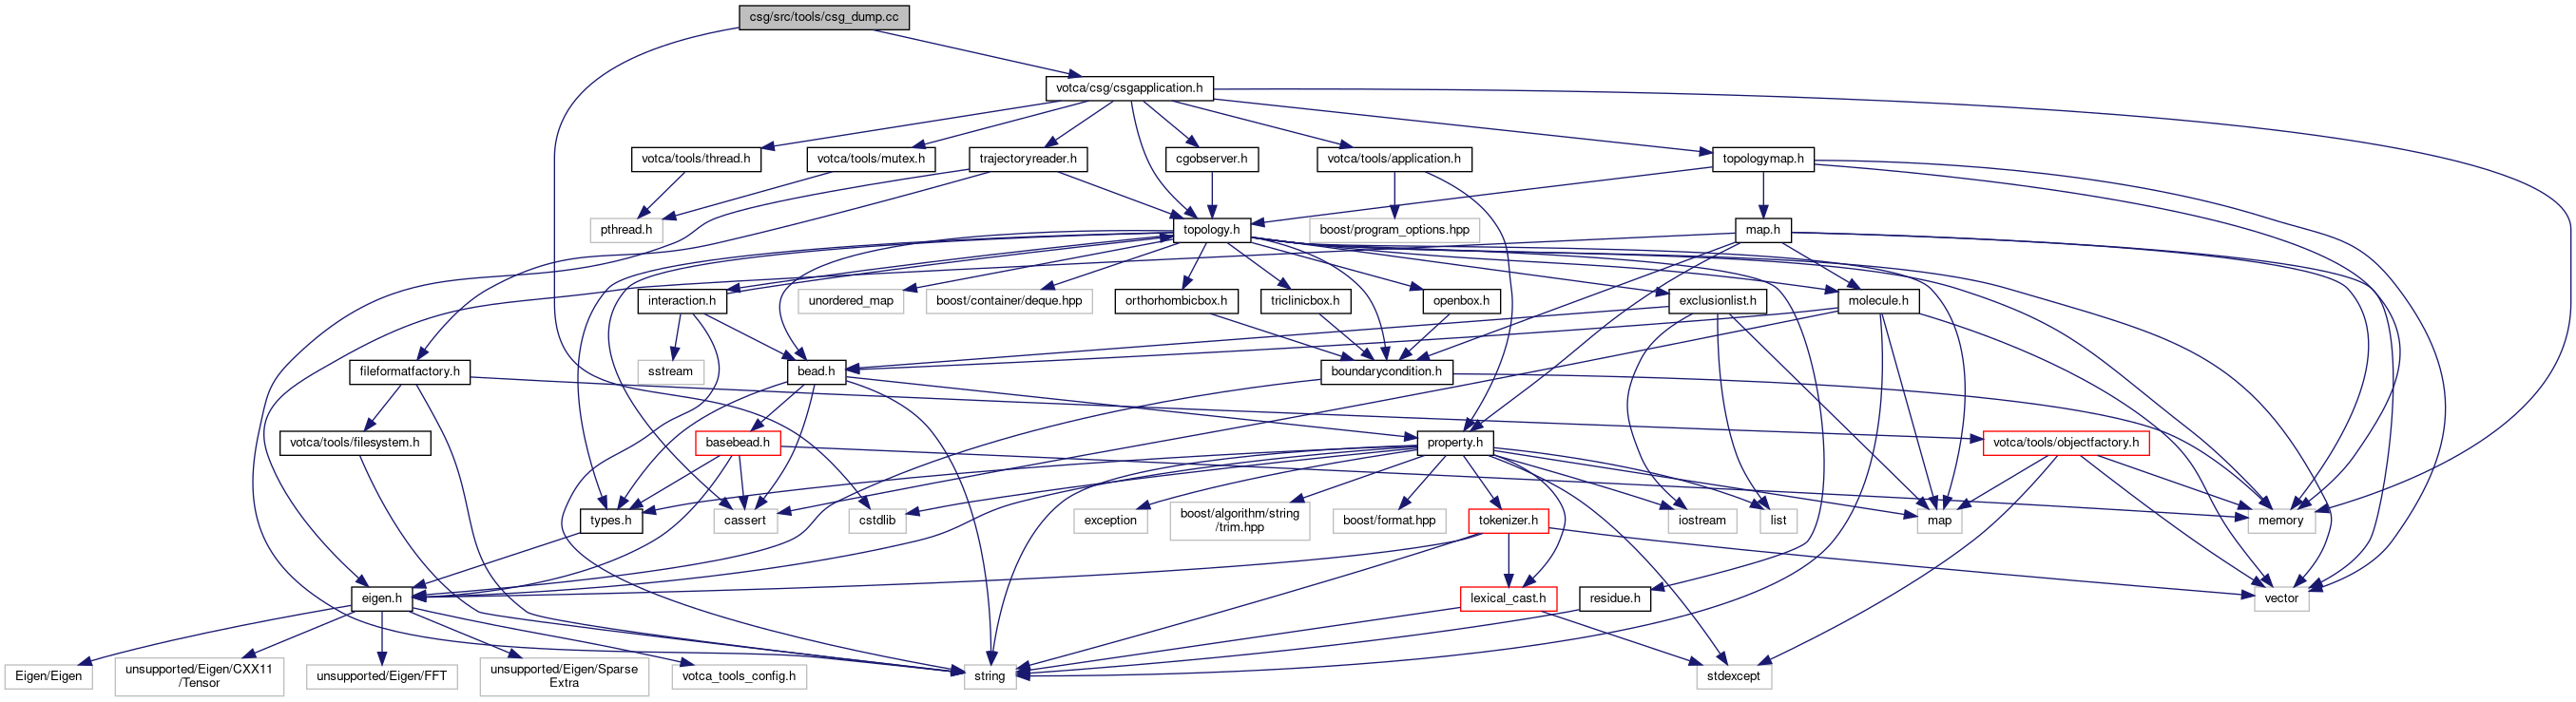 csg/src/tools/csg_dump.cc
votca/csg/csgapplication.h
votca/tools/thread.h
votca/tools/mutex.h
trajectoryreader.h
cgobserver.h
votca/tools/application.h
topologymap.h
pthread.h
topology.h
boost/program_options.hpp
map.h
interaction.h
unordered_map
boost/container/deque.hpp
orthorhombicbox.h
triclinicbox.h
openbox.h
exclusionlist.h
molecule.h
fileformatfactory.h
sstream
bead.h
boundarycondition.h
votca/tools/filesystem.h
basebead.h
property.h
votca/tools/objectfactory.h
types.h
cassert
cstdlib
exception
boost/algorithm/string
/trim.hpp
boost/format.hpp
tokenizer.h
iostream
list
map
memory
eigen.h
lexical_cast.h
residue.h
vector
Eigen/Eigen
unsupported/Eigen/CXX11
/Tensor
unsupported/Eigen/FFT
unsupported/Eigen/Sparse
Extra
votca_tools_config.h
string
stdexcept